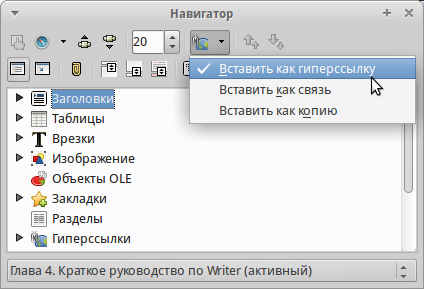 Навигатор
20
Вставить как гиперссылку
Вставить как связь
Вставить как копию
Заголовки
Таблицы
Врезки
Изображение
Объекты OLE
Закладки
Разделы
Гиперссылки
Глава 4. Краткое руководство по Writer (активный)